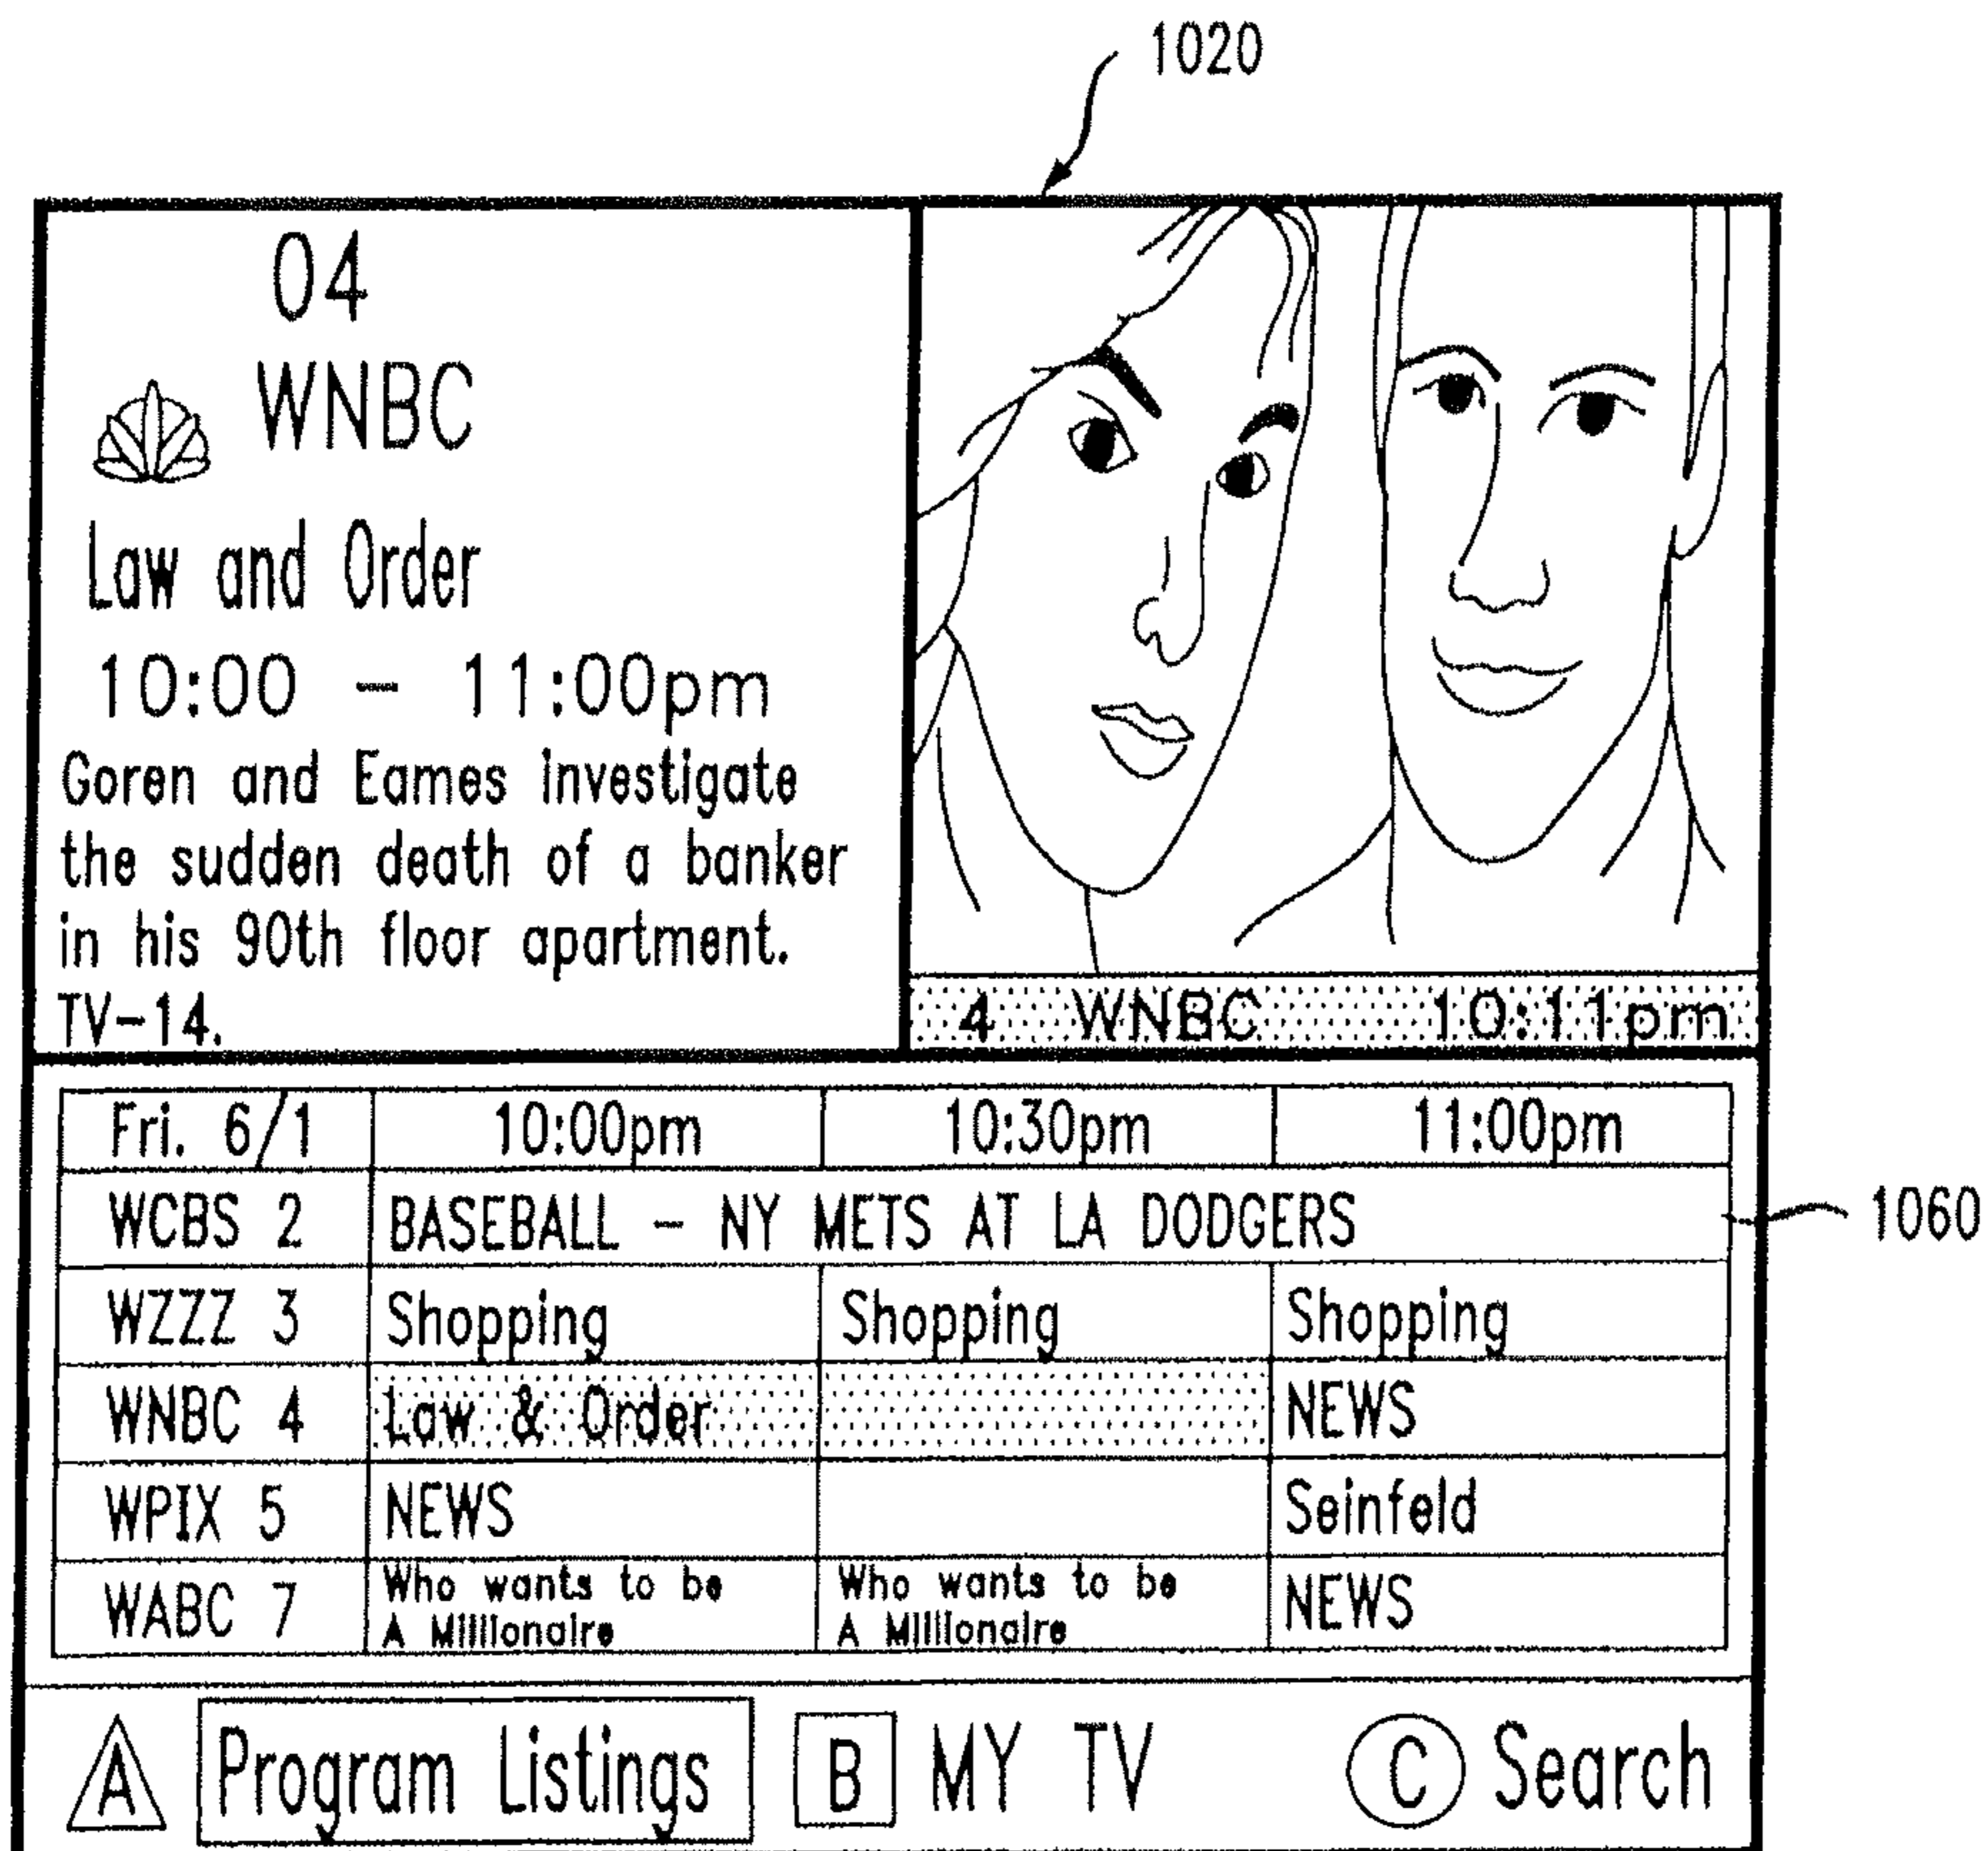 1020
04
WNBC
Law and Order
10:00 - 11:00pm
Goren and Eames investigate
the sudden death of a banker
in his 90th floor apartment.
TV-14.
4 WNBC 10:11pm
Fri. 6/1 10:00pm 10:30pm 11:00pm
WCBS 2 BASEBALL - NY METS AT LA DODGERS
1060
WZZZ 3 Shopping Shopping Shopping
WNBC 4 Law & Order NEWS
WPIX 5 NEWS Seinfeld
WABC 7 Who wants to be A Millionaire Who wants to be A Millionaire NEWS
A Program Listings B MY TV C Search